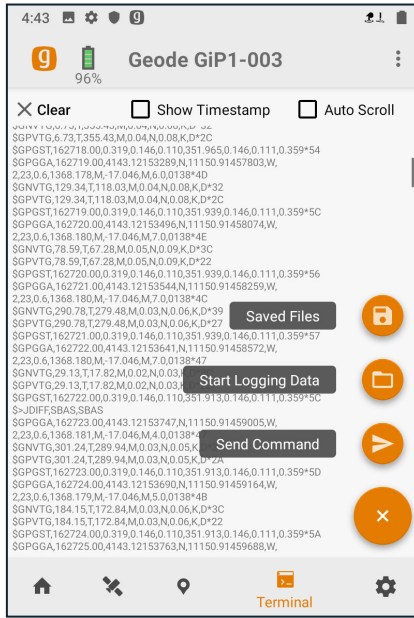 4:43
g
g
96%
Geode GiP1-003
Clear
Show Timestamp
Auto Scroll
$GPVTG,6.73,T,355.43,M,0.04,N,0.08,K,D*2C
$GPGST,162718.00,0.319,0.146,0.110,351.965,0.146,0.111,0.359*54
$GPGGA,162719.00,4143.12153289,N,11150.91457803,W,
2,23,0.6,1368.178,M,-17.046,M,6.0,0138*4D
$GNVTG,129.34,T,118.03,M,0.04,N,0.08,K,D*32
$GPVTG,129.34,T,118.03,M,0.04,N,0.08,K,D*2C
$GPGST,162719.00,0.319,0.146,0.110,351.939,0.146,0.111,0.359*5C
$GPGGA,162720.00,4143.12153496,N,11150.91458074,W,
2,23,0.6,1368.180,M,-17.046,M,7.0,0138*4E
$GNVTG,78.59,T,67.28,M,0.05,N,0.09,K,D*3C
$GPVTG,78.59,T,67.28,M,0.05,N,0.09,K,D*22
$GPGST,162720.00,0.319,0.146,0.110,351.939,0.146,0.111,0.359*56
$GPGGA,162721.00,4143.12153544,N,11150.91458259,W,
2,23,0.6,1368.180,M,-17.046,M,7.0,0138*4C
$GNVTG,290.78,T,279.48,M,0.03,N,0.06,K,D*39
$GPVTG,290.78,T,279.48,M,0.03,N,0.06,K,D*27
Saved Files
$GPGST,162721.00,0.319,0.146,0.110,351.939,0.146,0.111,0.359*57
$GPGGA,162722.00,4143.12153641,N,11150.91458572,W,
2,23,0.6,1368.180,M,-17.046,M,7.0,0138*47
$GNVTG,29.13,T,17.82,M,0.02,N,0.03,K
$GPVTG,29.13,T,17.82,M,0.02,N,0.03,K
Start Logging Data
$GPGST,162722.00,0.319,0.146,0.110,351.913,0.146,0.111,0.359*5C
$>JDIFF,SBAS,SBAS
$GPGGA,162723.00,4143.12153747,N,11150.91459005,W,
2,23,0.6,1368.181,M,-17.046,M,4.0,0138*4
$GNVTG,301.24,T,289.94,M,0.03,N,0.05,K
Send Command
$GPVTG,301.24,T,289.94,M,0.03,N,0.05,K,D*2A
$GPGST,162723.00,0.319,0.146,0.110,351.913,0.146,0.111,0.359*5D
$GPGGA,162724.00,4143.12153690,N,11150.91459164,W,
2,23,0.6,1368.179,M,-17.046,M,5.0,0138*4B
$GNVTG,184.15,T,172.84,M,0.03,N,0.06,K,D*3C
$GPVTG,184.15,T,172.84,M,0.03,N,0.06,K,D*22
$GPGST,162724.00,0.319,0.146,0.110,351.913,0.146,0.111,0.359*5A
$GPGGA,162725.00,4143.12153763,N,11150.91459688,W,
Terminal